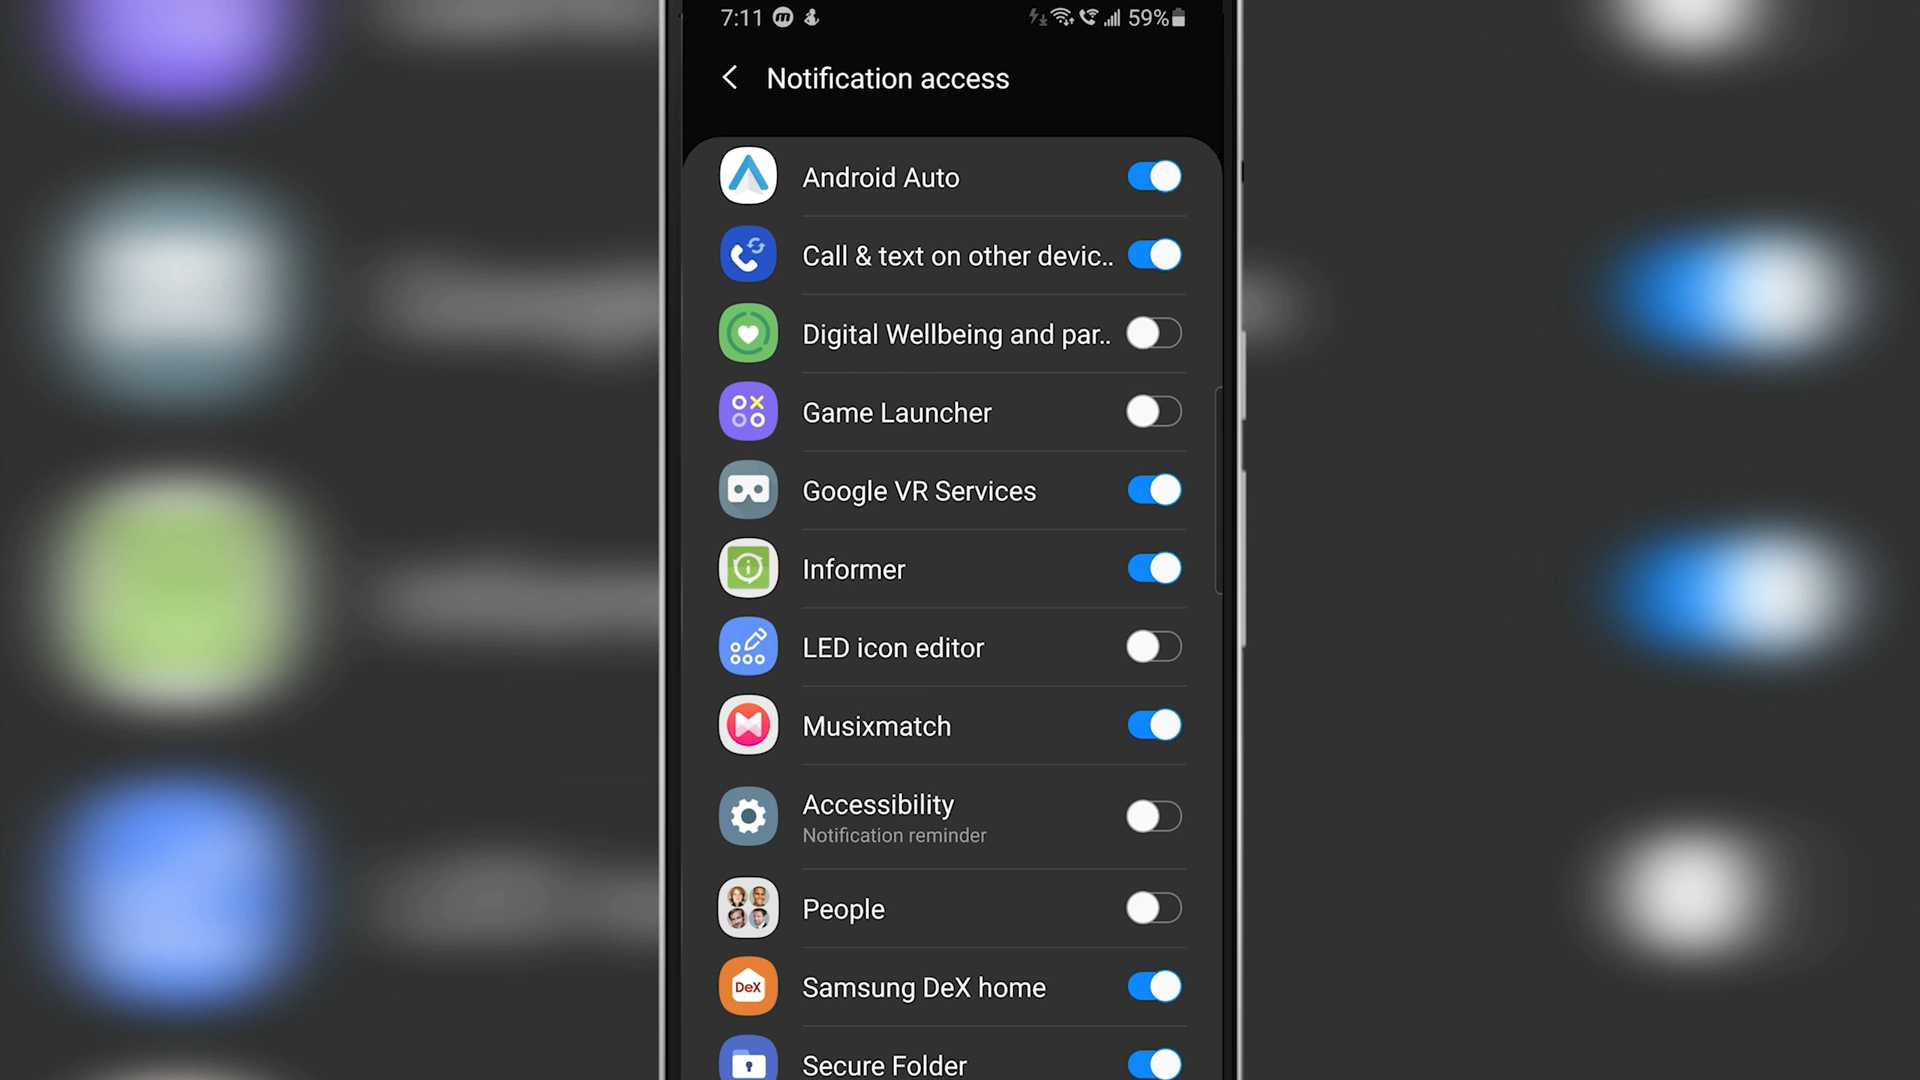 7:11 59%
Notification access
Android Auto
Call & text on other devic..
Digital Wellbeing and par..
Game Launcher
Google VR Services
Informer
LED icon editor
Musixmatch
Accessibility
Notification reminder
People
DeX
Samsung DeX home
Secure Folder